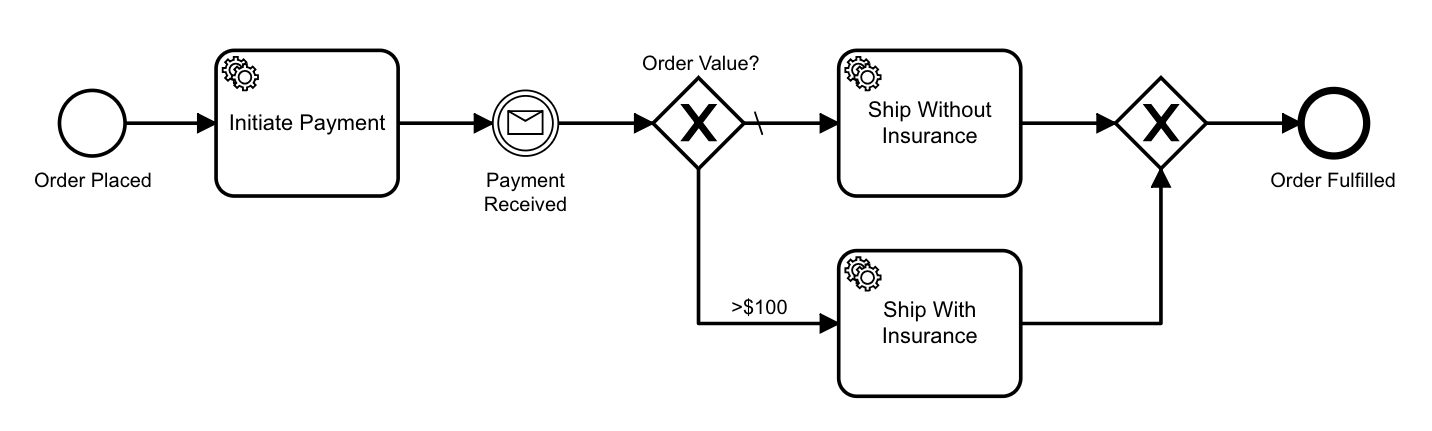 Order Value?
Ship Without
Insurance
Initiate Payment
Order Placed
Payment
Received
Order Fulfilled
>$100
Ship With
Insurance